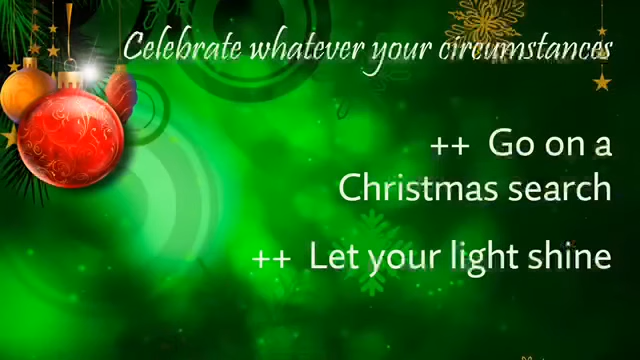 Celebrate whatever your circumstances
++ Go on a
Christmas search
++ Let your light shine